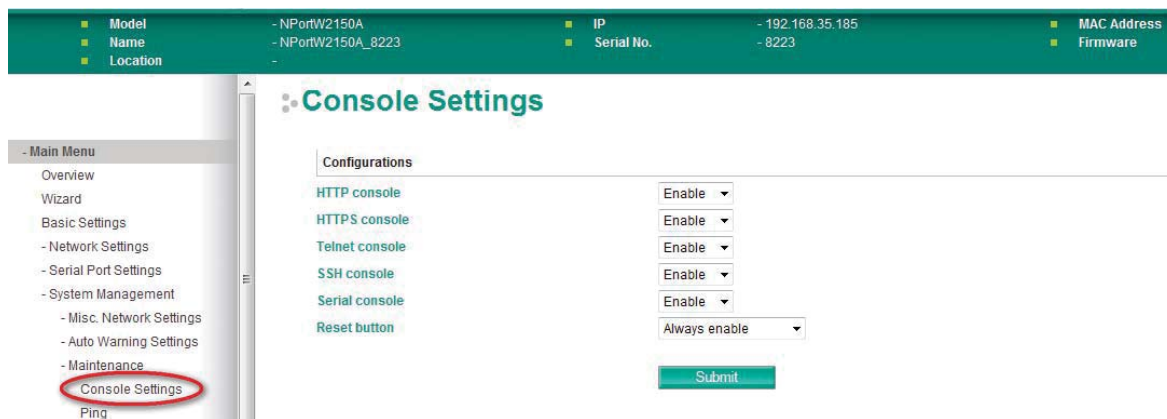 Model - NPortW2150A IP - 192.168.35.185 MAC Address
Name - NPortW2150A_8223 Serial No. - 8223 Firmware
Location -
Console Settings
- Main Menu
Overview
Wizard
Basic Settings
- Network Settings
- Serial Port Settings
- System Management
- Misc. Network Settings
- Auto Warning Settings
- Maintenance
Console Settings
Ping
Configurations
HTTP console Enable
HTTPS console Enable
Telnet console Enable
SSH console Enable
Serial console Enable
Reset button Always enable
Submit